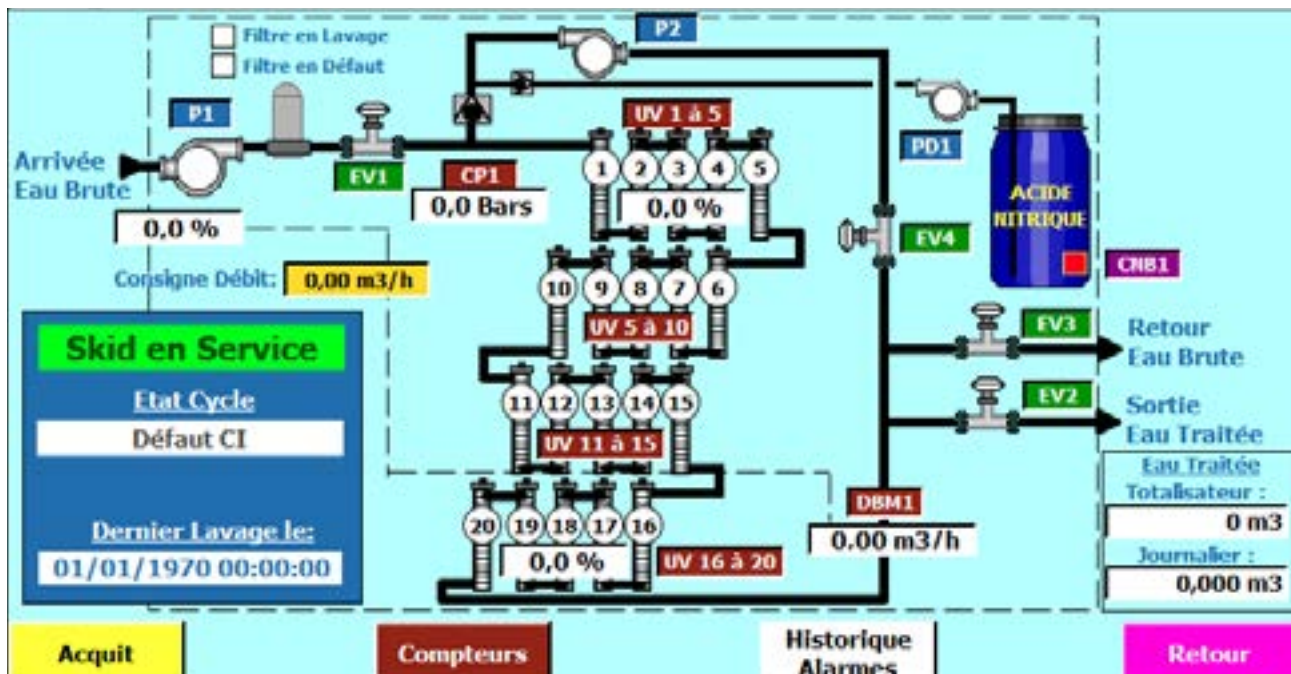 Filtre en Lavage
Filtre en Défaut
P2
P1
UV 1 à 5
PD1
Arrivée
Eau Brute
EV1
CP1
1 2 3 4 5
ACIDE
NITRIQUE
0,0 %
0,0 Bars
0,0 %
EV4
CNB1
Consigne Débit:
0,00 m3/h
10 9 8 7 6
UV 5 à 10
EV3
Retour
Eau Brute
Skid en Service
Etat Cycle
Défaut CI
11 12 13 14 15
UV 11 à 15
EV2
Sortie
Eau Traitée
Eau Traitée
Totalisateur :
0 m3
Journalier :
0,000 m3
DBM1
0.00 m3/h
20 19 18 17 16
0,0 %
UV 16 à 20
Dernier Lavage le:
01/01/1970 00:00:00
Acquit
Compteurs
Historique
Alarmes
Retour